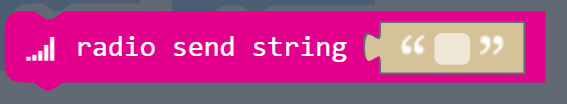 radio send string “ ”